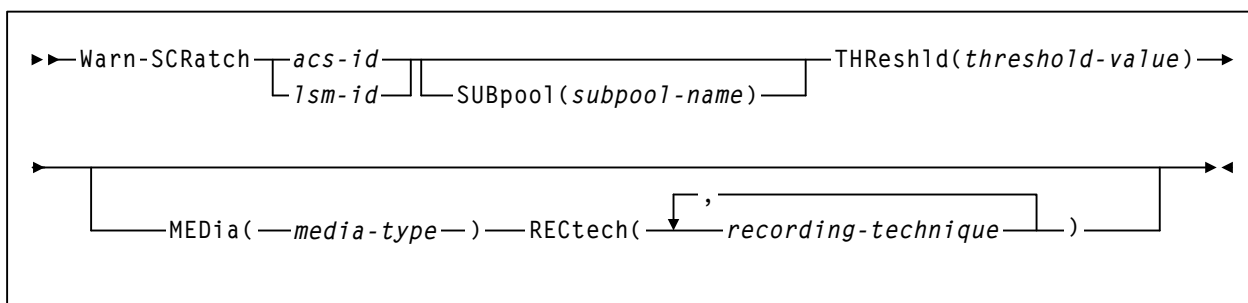 Warn-SCRatch acs-id THReshld(threshold-value)
lsm-id SUBpool(subpool-name)
,
MEDia( media-type ) RECtech( recording-technique )